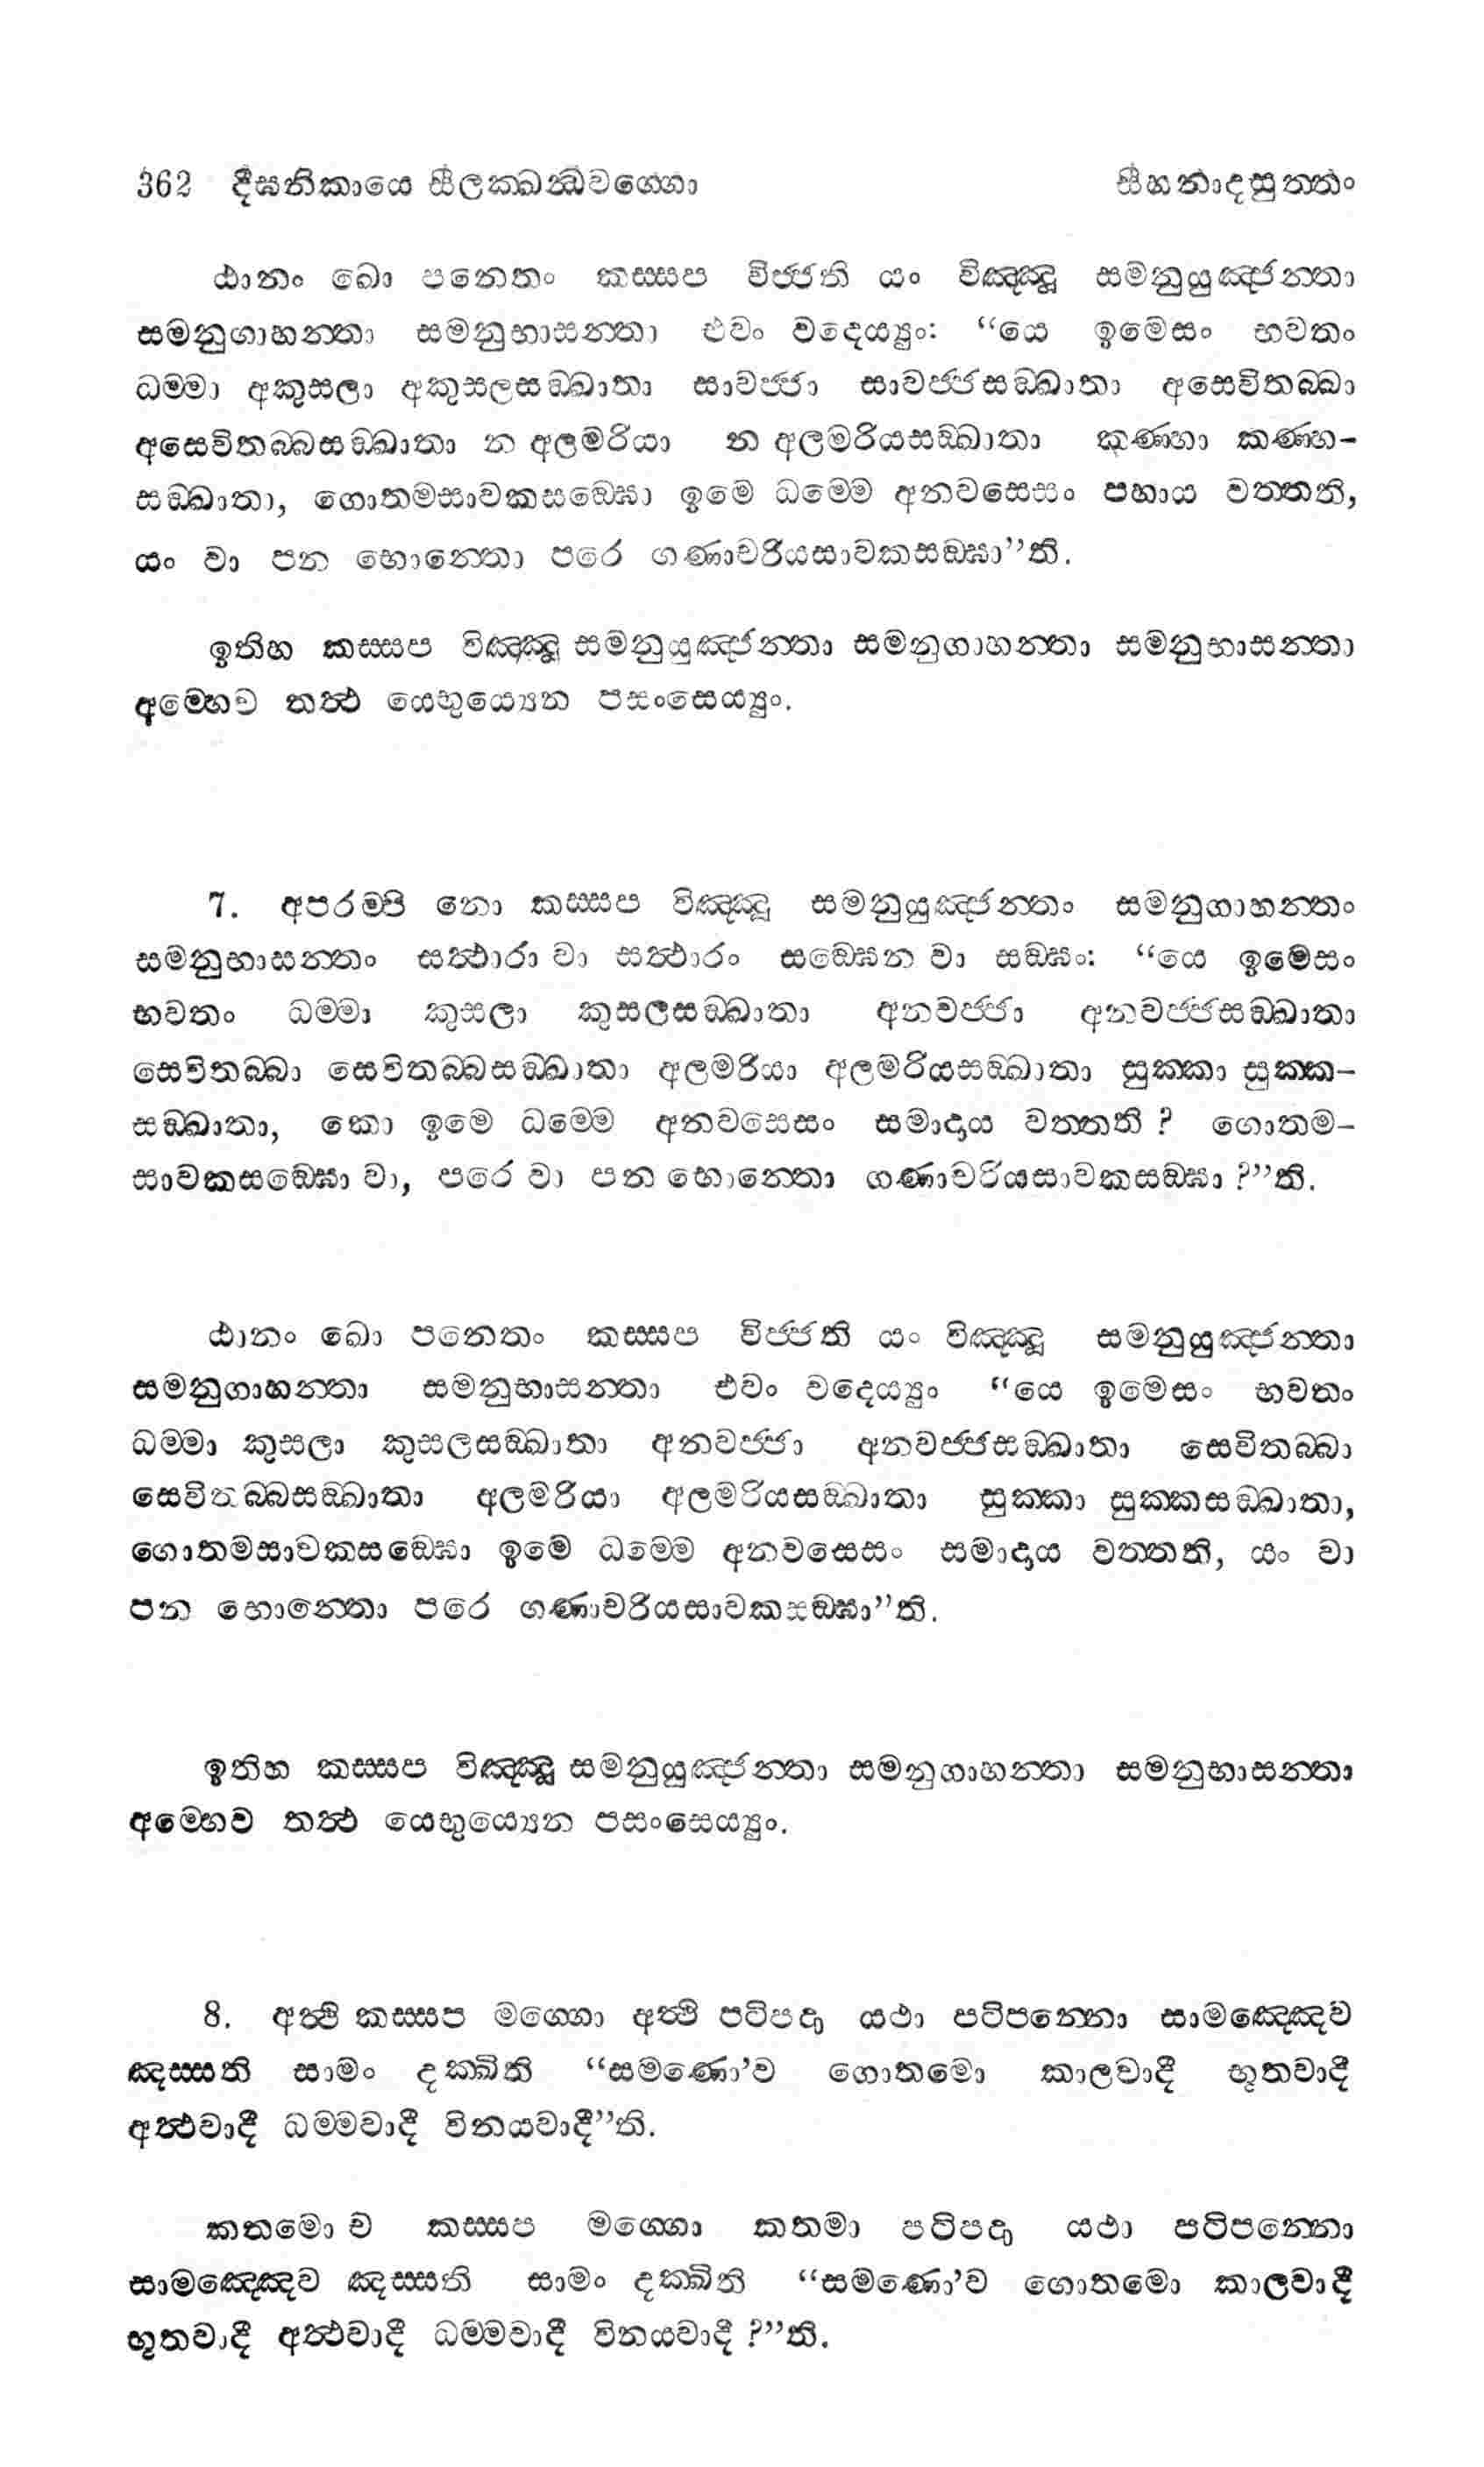 362 දීඝනිකායෙ සීලක්ඛන්ධවග්ගො සීහනාදසුත්තං
ඨානං ඛො පනෙතං කස්සප විජ්ජති යං විඤ්ඤූ සමනුයුඤ්ජන්තා
සමනුගාහන්තා සමනුභාසන්තා එවං වදෙය්‍යුං: “යෙ ඉමෙසං භවතං
ධම්මා අකුසලා අකුසලසඞ්ඛාතා සාවජ්ජා සාවජ්ජසඞ්ඛාතා අසෙවිතබ්බා
අසෙවිතබ්බසඞ්ඛාතා න අලමරියා න අලමරියසඞ්ඛාතා කණ්හා කණ්හ-
සඞ්ඛාතා, ගොතමසාවකසඞ්ඝො ඉමෙ ධම්මෙ අනවසෙසං පහාය වත්තති,
යං වා පන භොන්තො පරෙ ගණාචරියසාවකසඞ්ඝා”ති.
ඉතිහ කස්සප විඤ්ඤූ සමනුයුඤ්ජන්තා සමනුගාහන්තා සමනුභාසන්තා
අම්හෙව තත්ථ යෙභුය්‍යෙන පසංසෙය්‍යුං.
7. අපරම්පි නො කස්සප විඤ්ඤූ සමනුයුඤ්ජන්තං සමනුගාහන්තං
සමනුභාසන්තං සත්ථාරා වා සත්ථාරං සඞ්ඝෙන වා සඞ්ඝං: “යෙ ඉමෙසං
භවතං ධම්මා කුසලා කුසලසඞ්ඛාතා අනවජ්ජා අනවජ්ජසඞ්ඛාතා
සෙවිතබ්බා සෙවිතබ්බසඞ්ඛාතා අලමරියා අලමරියසඞ්ඛාතා සුක්කා සුක්ක-
සඞ්ඛාතා, කො ඉමෙ ධම්මෙ අනවසෙසං සමාදාය වත්තති ? ගොතම-
සාවකසඞ්ඝො වා, පරෙ වා පන භොන්තො ගණාචරියසාවකසඞ්ඝා ?”ති.
ඨානං ඛො පනෙතං කස්සප විජ්ජති යං විඤ්ඤූ සමනුයුඤ්ජන්තා
සමනුගාහන්තා සමනුභාසන්තා එවං වදෙය්‍යුං “යෙ ඉමෙසං භවතං
ධම්මා කුසලා කුසලසඞ්ඛාතා අනවජ්ජා අනවජ්ජසඞ්ඛාතා සෙවිතබ්බා
සෙවිතබ්බසඞ්ඛාතා අලමරියා අලමරියසඞ්ඛාතා සුක්කා සුක්කසඞ්ඛාතා,
ගොතමසාවකසඞ්ඝො ඉමෙ ධම්මෙ අනවසෙසං සමාදාය වත්තති, යං වා
පන භොන්තො පරෙ ගණාචරියසාවකසඞ්ඝා”ති.
ඉතිහ කස්සප විඤ්ඤූ සමනුයුඤ්ජන්තා සමනුගාහන්තා සමනුභාසන්තා
අම්හෙව තත්ථ යෙභුය්‍යෙන පසංසෙය්‍යුං.
8. අත්ථි කස්සප මග්ගො අත්ථි පටිපදා යථා පටිපන්නො සාමඤ්ඤෙව
ඤස්සති සාමං දක්ඛිති “සමණො’ව ගොතමො කාලවාදී භූතවාදී
අත්ථවාදී ධම්මවාදී විනයවාදී”ති.
කතමො ච කස්සප මග්ගො කතමා පටිපදා යථා පටිපන්නො
සාමඤ්ඤෙව ඤස්සති සාමං දක්ඛිති “සමණො’ව ගොතමො කාලවාදී
භූතවාදී අත්ථවාදී ධම්මවාදී විනයවාදී ?”ති.